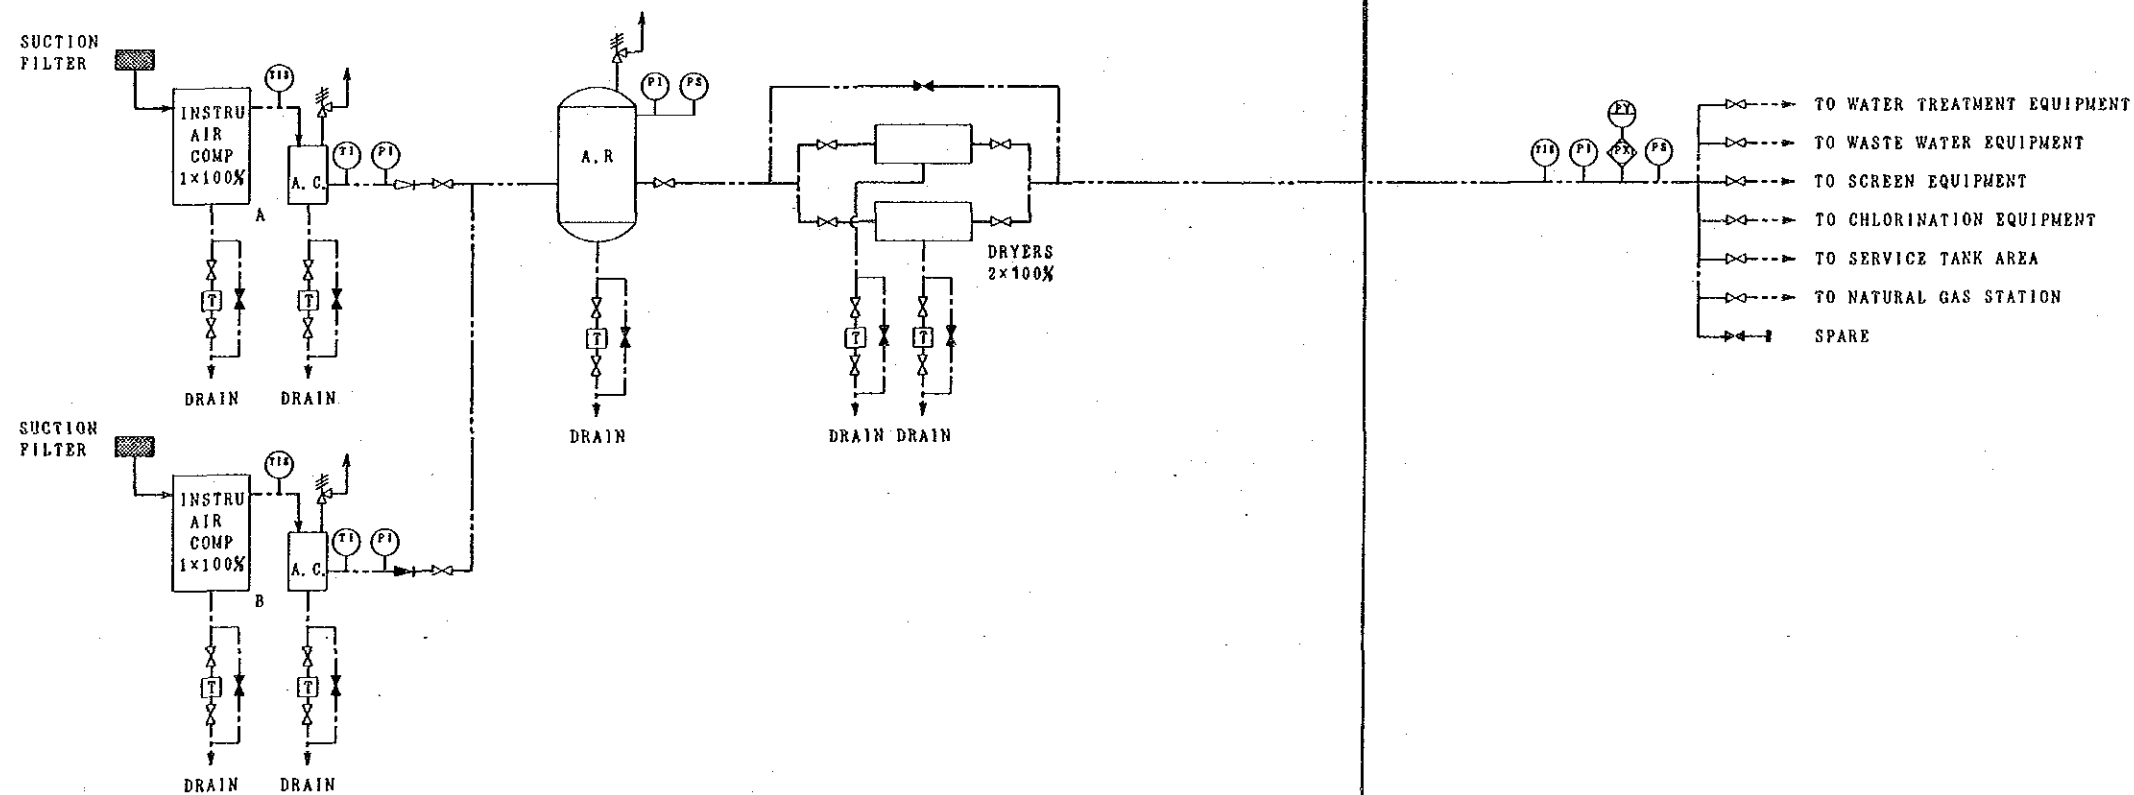 SUCTION
FILTER
TIS
INSTRU
AIR
COMP
1×100%
A
A.C.
TI
PI
T
T
DRAIN
DRAIN
SUCTION
FILTER
TIS
INSTRU
AIR
COMP
1×100%
B
A.C.
TI
PI
T
T
DRAIN
DRAIN
A.R
PI
PS
T
DRAIN
DRYERS
2×100%
T
T
DRAIN
DRAIN
TIS
PI
PY
PX
PS
TO WATER TREATMENT EQUIPMENT
TO WASTE WATER EQUIPMENT
TO SCREEN EQUIPMENT
TO CHLORINATION EQUIPMENT
TO SERVICE TANK AREA
TO NATURAL GAS STATION
SPARE